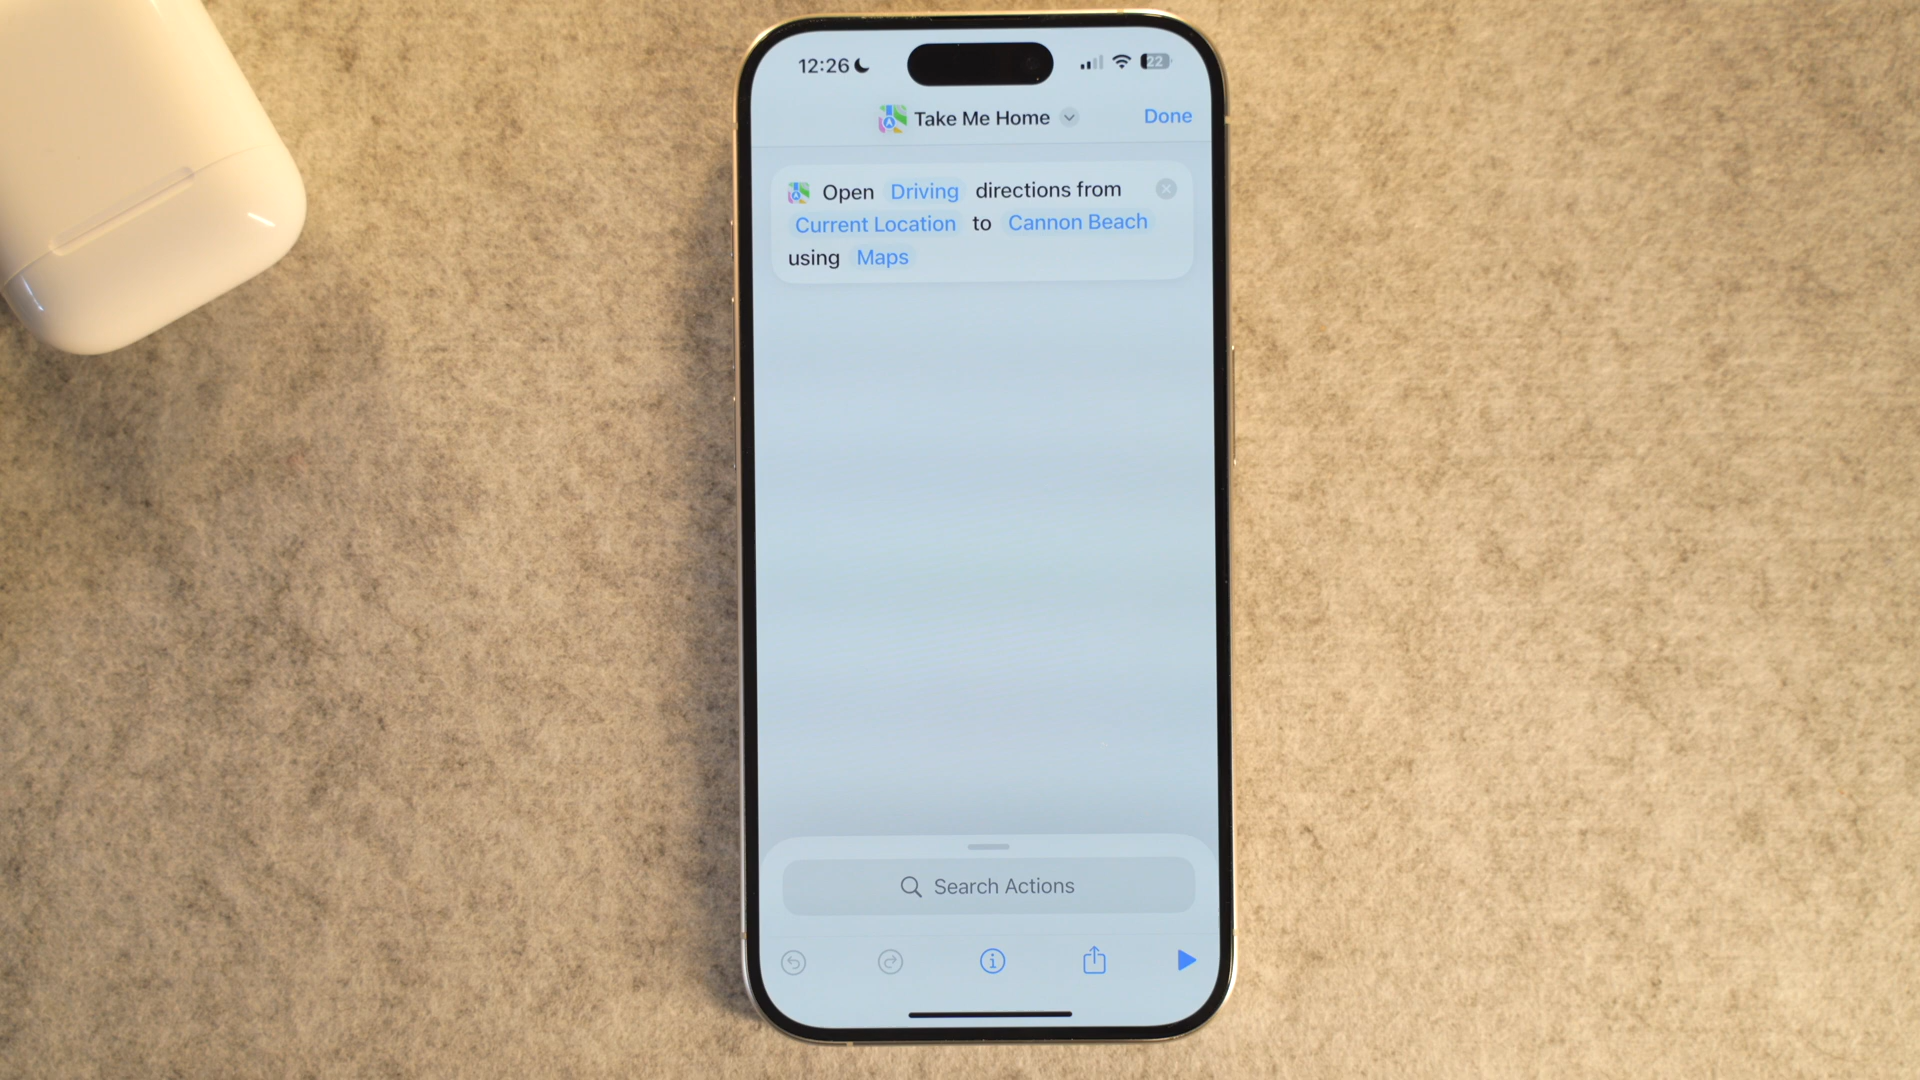 12:26
22
Take Me Home
Done
Open Driving directions from
Current Location to Cannon Beach
using Maps
Search Actions